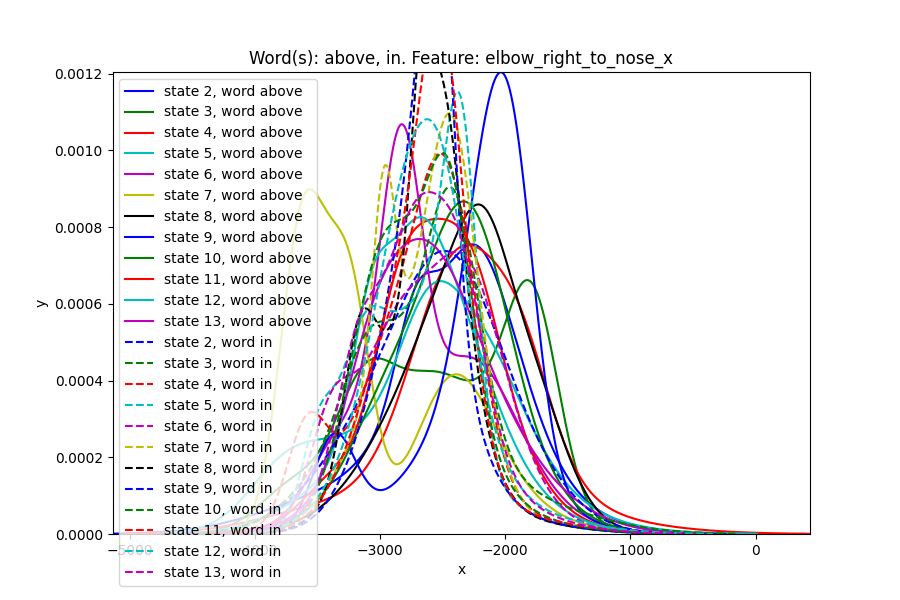 Word(s): above, in. Feature: elbow_right_to_nose_x
0.0012
0.0010
0.0008
0.0006
0.0004
0.0002
0.0000
y
state 2, word above
state 3, word above
state 4, word above
state 5, word above
state 6, word above
state 7, word above
state 8, word above
state 9, word above
state 10, word above
state 11, word above
state 12, word above
state 13, word above
state 2, word in
state 3, word in
state 4, word in
state 5, word in
state 6, word in
state 7, word in
state 8, word in
state 9, word in
state 10, word in
state 11, word in
state 12, word in
state 13, word in
−5000 −3000 −2000 −1000 0
x